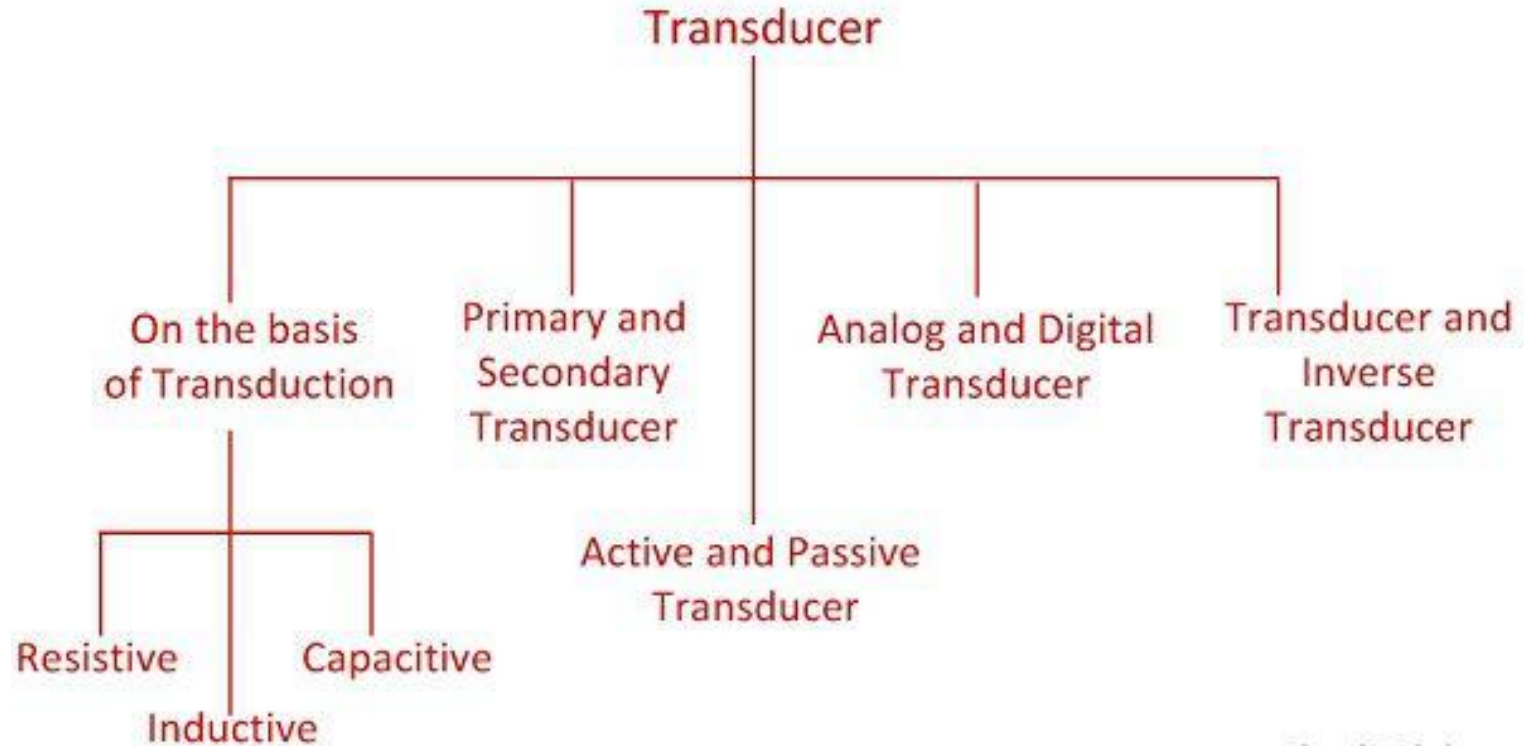 Transducer
On the basis
of Transduction
Primary and
Secondary
Transducer
Analog and Digital
Transducer
Transducer and
Inverse
Transducer
Active and Passive
Transducer
Resistive
Capacitive
Inductive